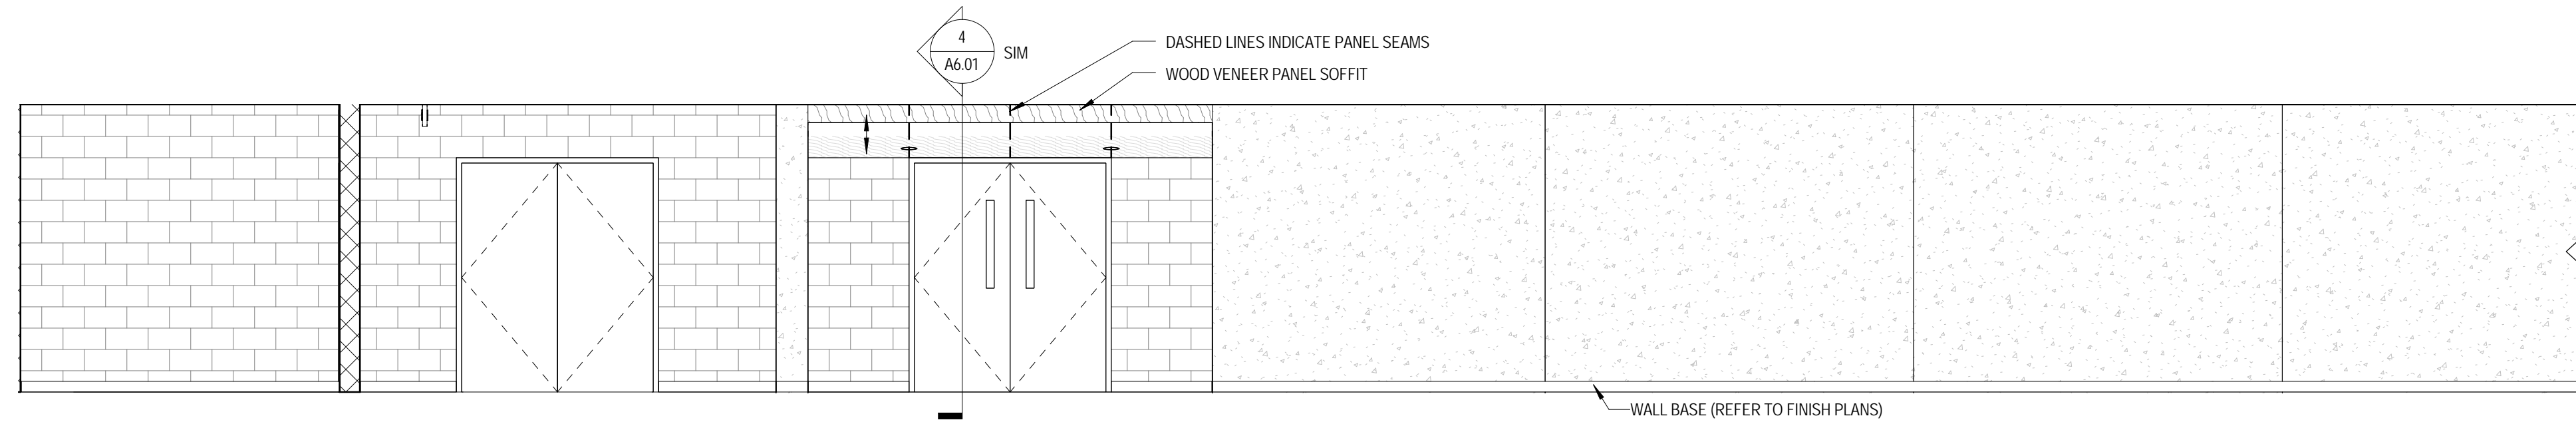 4
A6.01
SIM
DASHED LINES INDICATE PANEL SEAMS
WOOD VENEER PANEL SOFFIT
WALL BASE (REFER TO FINISH PLANS)